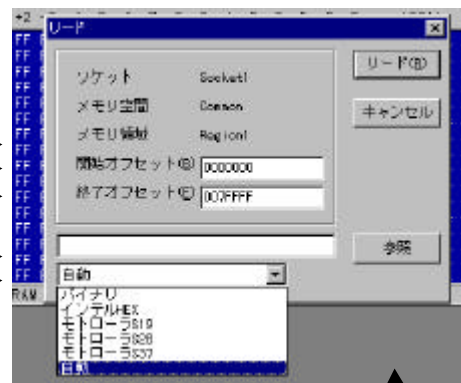 +2
リード
FF
ソケット Socket1
リード(R)
メモリ空間 Common
キャンセル
メモリ領域 Region1
開始オフセット(B) 0000000
終了オフセット(E) 007FFFF
参照
自動
RAM
バイナリ
インテルHEX
モトローラS19
モトローラS28
モトローラS37
自動